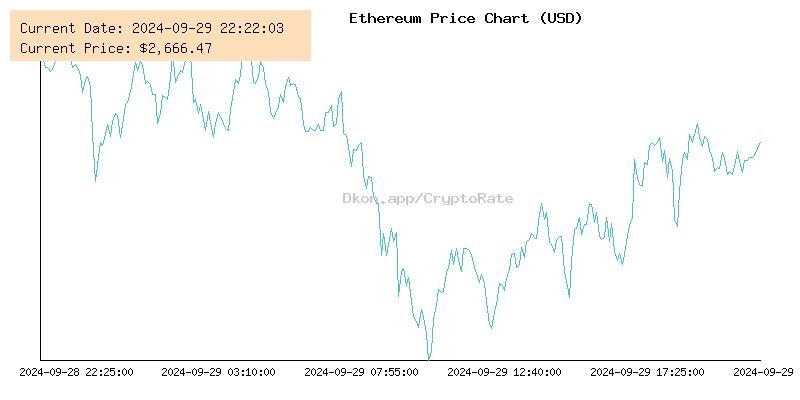 Ethereum Price Chart (USD)
Current Date: 2024-09-29 22:22:03
Current Price: $2,666.47
Dkon.app/CryptoRate
2024-09-28 22:25:00 2024-09-29 03:10:00 2024-09-29 07:55:00 2024-09-29 12:40:00 2024-09-29 17:25:00 2024-09-29